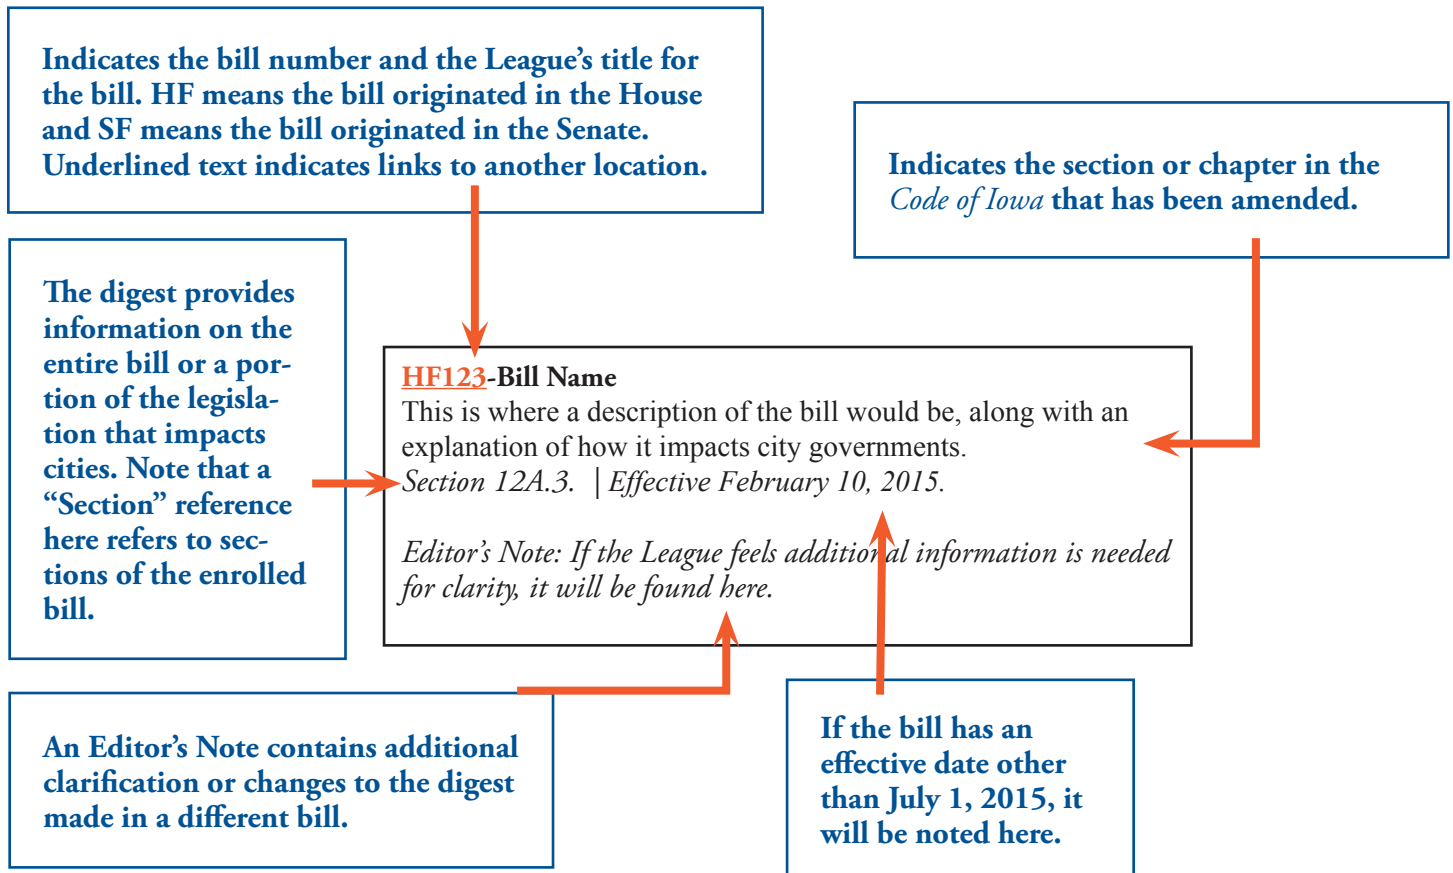 Indicates the bill number and the League’s title for
the bill. HF means the bill originated in the House
and SF means the bill originated in the Senate.
Underlined text indicates links to another location.
Indicates the section or chapter in the
Code of Iowa that has been amended.
The digest provides
information on the
entire bill or a por-
tion of the legisla-
tion that impacts
cities. Note that a
“Section” reference
here refers to sec-
tions of the enrolled
bill.
HF123-Bill Name
This is where a description of the bill would be, along with an
explanation of how it impacts city governments.
Section 12A.3. | Effective February 10, 2015.
Editor’s Note: If the League feels additional information is needed
for clarity, it will be found here.
An Editor’s Note contains additional
clarification or changes to the digest
made in a different bill.
If the bill has an
effective date other
than July 1, 2015, it
will be noted here.